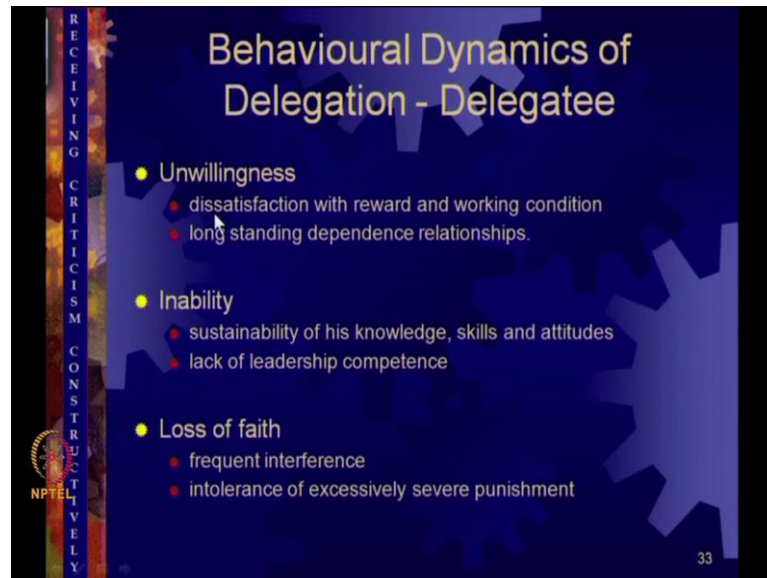 RECEIVING CRITICISM CONSTRUCTIVELY
Behavioural Dynamics of
Delegation - Delegatee
Unwillingness
dissatisfaction with reward and working condition
long standing dependence relationships.
Inability
sustainability of his knowledge, skills and attitudes
lack of leadership competence
Loss of faith
frequent interference
intolerance of excessively severe punishment
NPTEL
33